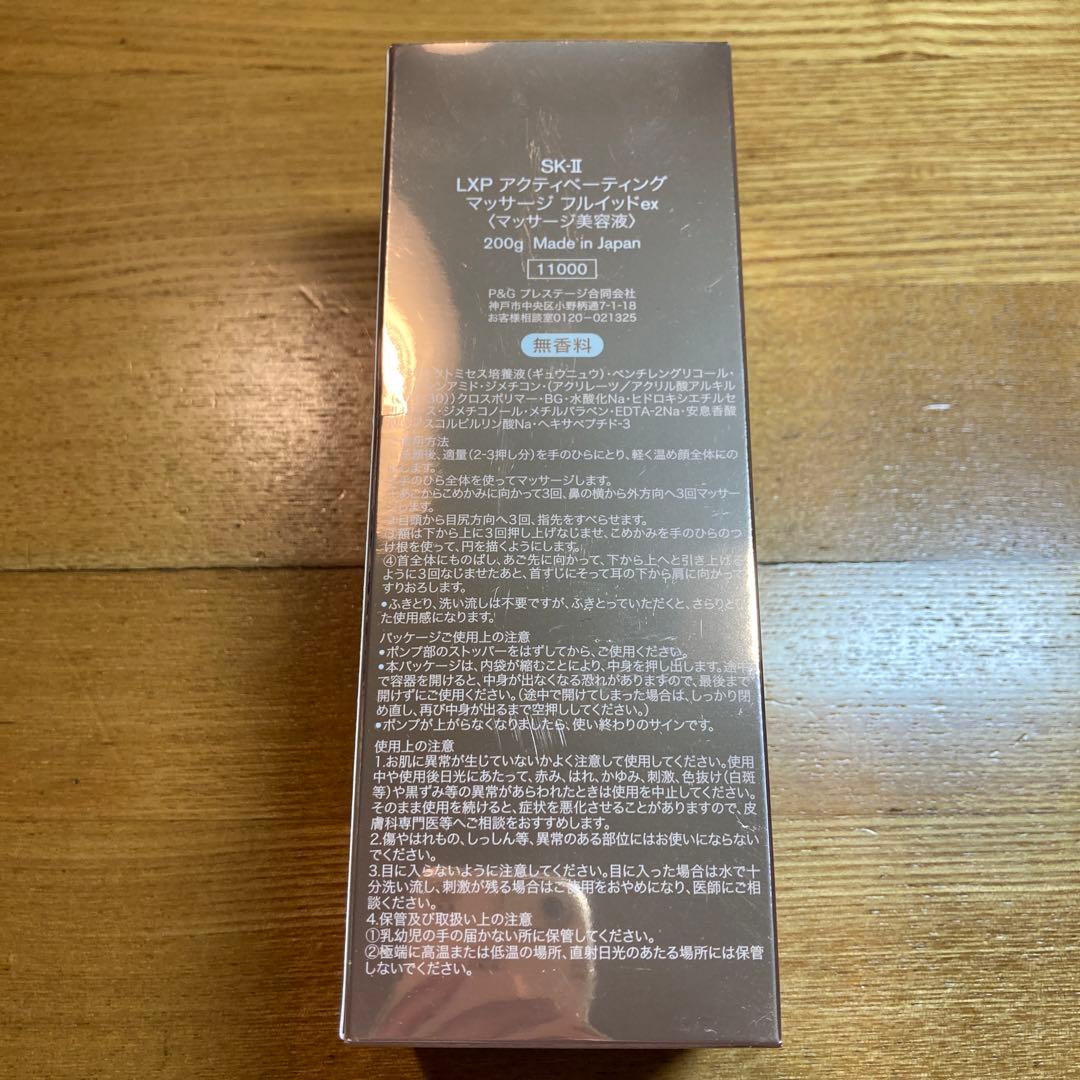 SK-II
LXP アクティベーティング
マッサージ フルイッドex
〈マッサージ美容液〉
200g Made in Japan
11000
P&G プレステージ合同会社
神戸市中央区小野柄通7-1-18
お客様相談室0120-021325
無香料
トミセス培養液(ギュウニュウ)・ペンチレングリコール・
ンアミド・ジメチコン・(アクリレーツ/アクリル酸アルキル
30))クロスポリマー・BG・水酸化Na・ヒドロキシエチルセ
ス・ジメチコノール・メチルパラベン・EDTA-2Na・安息香酸
スコルビルリン酸Na・ヘキサペプチド-3
使用方法
適量(2-3押し分)を手のひらにとり、軽く温め顔全体にの
ます。
手のひら全体を使ってマッサージします。
あごからこめかみに向かって3回、鼻の横から外方向へ3回マッサー
します。
目頭から目尻方向へ3回、指先をすべらせます。
③額は下から上に3回押し上げなじませ、こめかみを手のひらのつ
け根を使って、円を描くようにします。
④首全体にものばし、あご先に向かって、下から上へと引き上げる
ように3回なじませたあと、首すじにそって耳の下から肩に向かって
すりおろします。
●ふきとり、洗い流しは不要ですが、ふきとっていただくと、さらりとし
た使用感になります。
パッケージご使用上の注意
●ポンプ部のストッパーをはずしてから、ご使用ください。
●本パッケージは、内袋が縮むことにより、中身を押し出します。途中
で容器を開けると、中身が出なくなる恐れがありますので、最後まで
開けずにご使用ください。(途中で開けてしまった場合は、しっかり閉
め直し、再び中身が出るまで空押ししてください。)
●ポンプが上がらなくなりましたら、使い終わりのサインです。
使用上の注意
1.お肌に異常が生じていないかよく注意して使用してください。使用
中や使用後日光にあたって、赤み、はれ、かゆみ、刺激、色抜け(白斑
等)や黒ずみ等の異常があらわれたときは使用を中止してください。
そのまま使用を続けると、症状を悪化させることがありますので、皮
膚科専門医等へご相談をおすすめします。
2.傷やはれもの、しっしん等、異常のある部位にはお使いにならない
でください。
3.目に入らないように注意してください。目に入った場合は水で十
分洗い流し、刺激が残る場合はご使用をおやめになり、医師にご相
談ください。
4.保管及び取扱い上の注意
①乳幼児の手の届かない所に保管してください。
②極端に高温または低温の場所、直射日光のあたる場所には保管
しないでください。